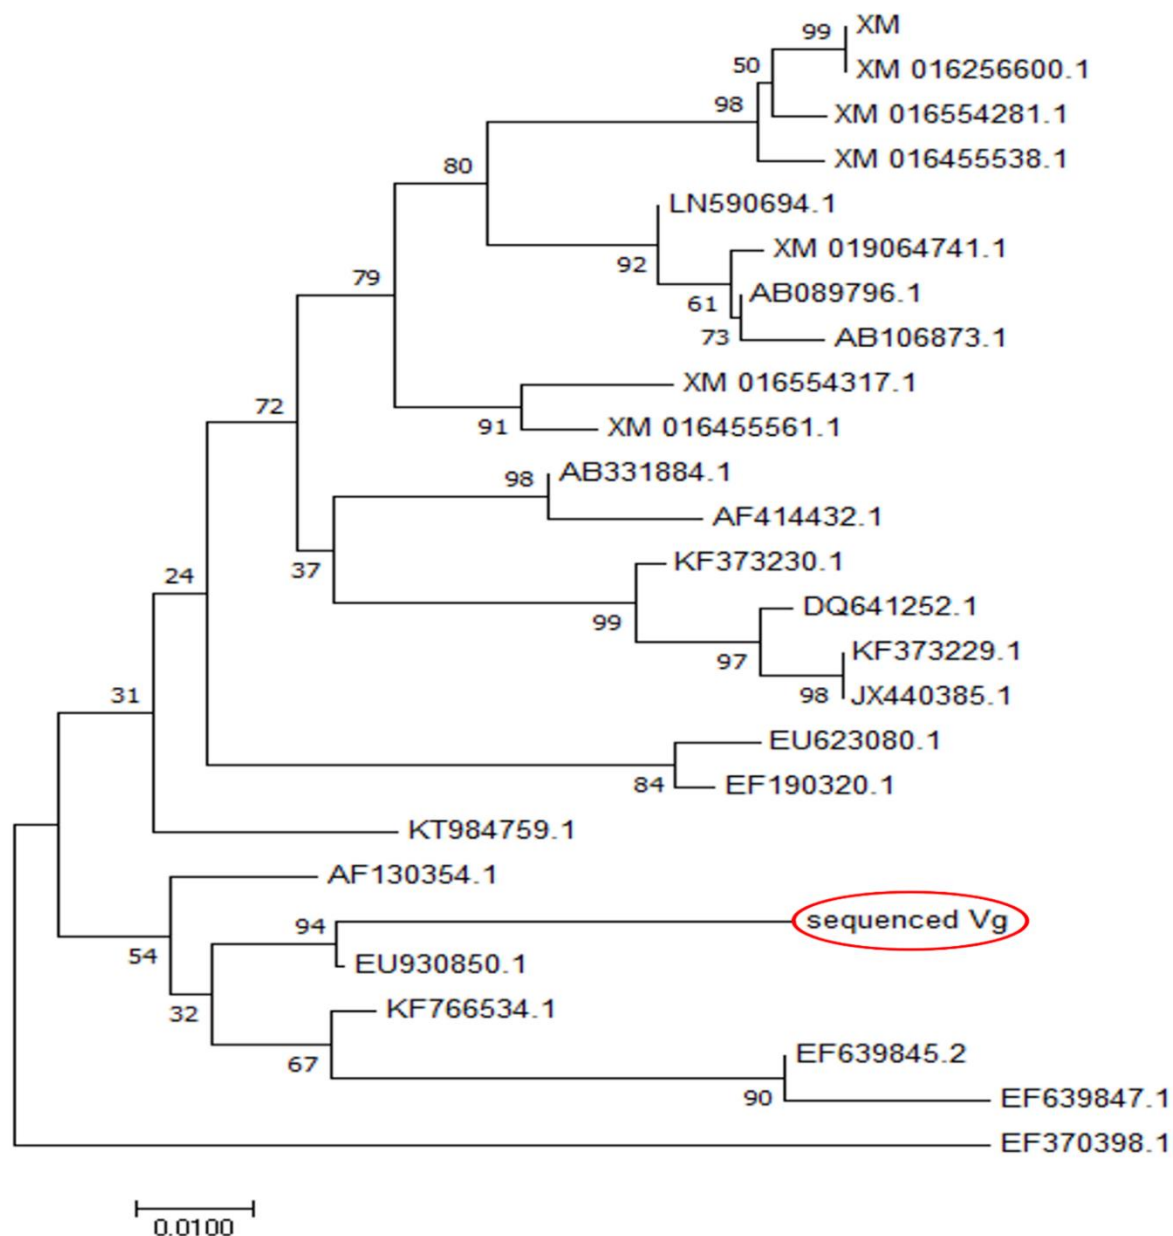 99 XM
XM 016256600.1
50
98 XM 016554281.1
XM 016455538.1
80
LN590694.1
92
XM 019064741.1
79
61 AB089796.1
73 AB106873.1
XM 016554317.1
72
91 XM 016455561.1
98 AB331884.1
AF414432.1
37
KF373230.1
24
99 DQ641252.1
97 KF373229.1
98 JX440385.1
31
EU623080.1
84 EF190320.1
KT984759.1
AF130354.1
94 sequenced Vg
54
EU930850.1
32 KF766534.1
67 EF639845.2
90 EF639847.1
EF370398.1
0.0100